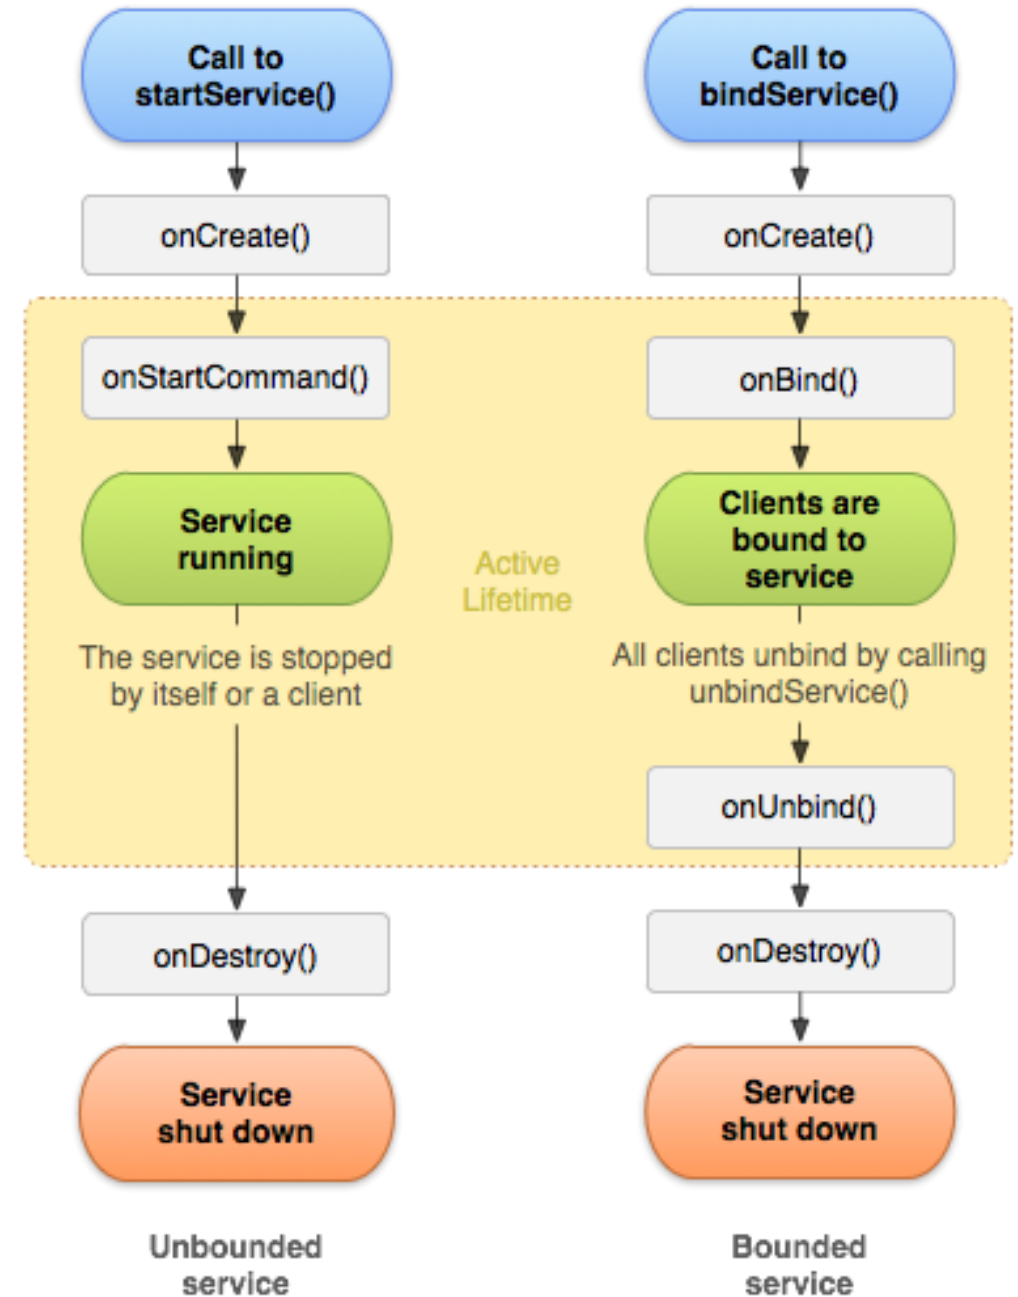 Call to
startService()
onCreate()
onStartCommand()
Service
running
The service is stopped
by itself or a client
onDestroy()
Service
shut down
Unbounded
service
Active
Lifetime
Call to
bindService()
onCreate()
onBind()
Clients are
bound to
service
All clients unbind by calling
unbindService()
onUnbind()
onDestroy()
Service
shut down
Bounded
service